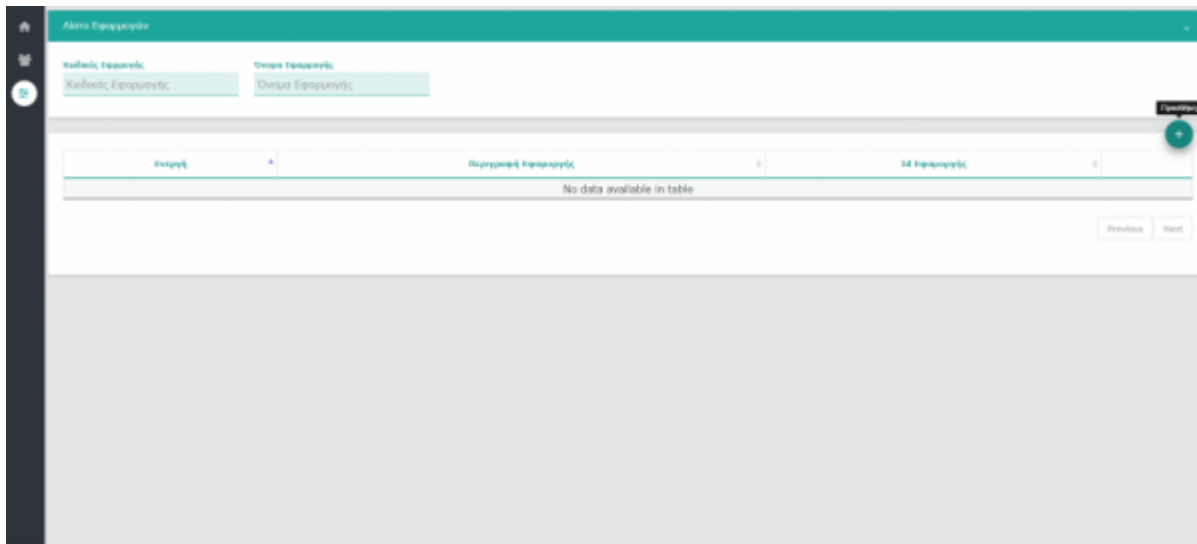 Λίστα Εφαρμογών
Κωδικός Εφαρμογής
Όνομα Εφαρμογής
Κωδικός Εφαρμογής
Όνομα Εφαρμογής
Προσθήκη
Ενεργή
Περιγραφή Εφαρμογής
Id Εφαρμογής
No data available in table
Previous
Next